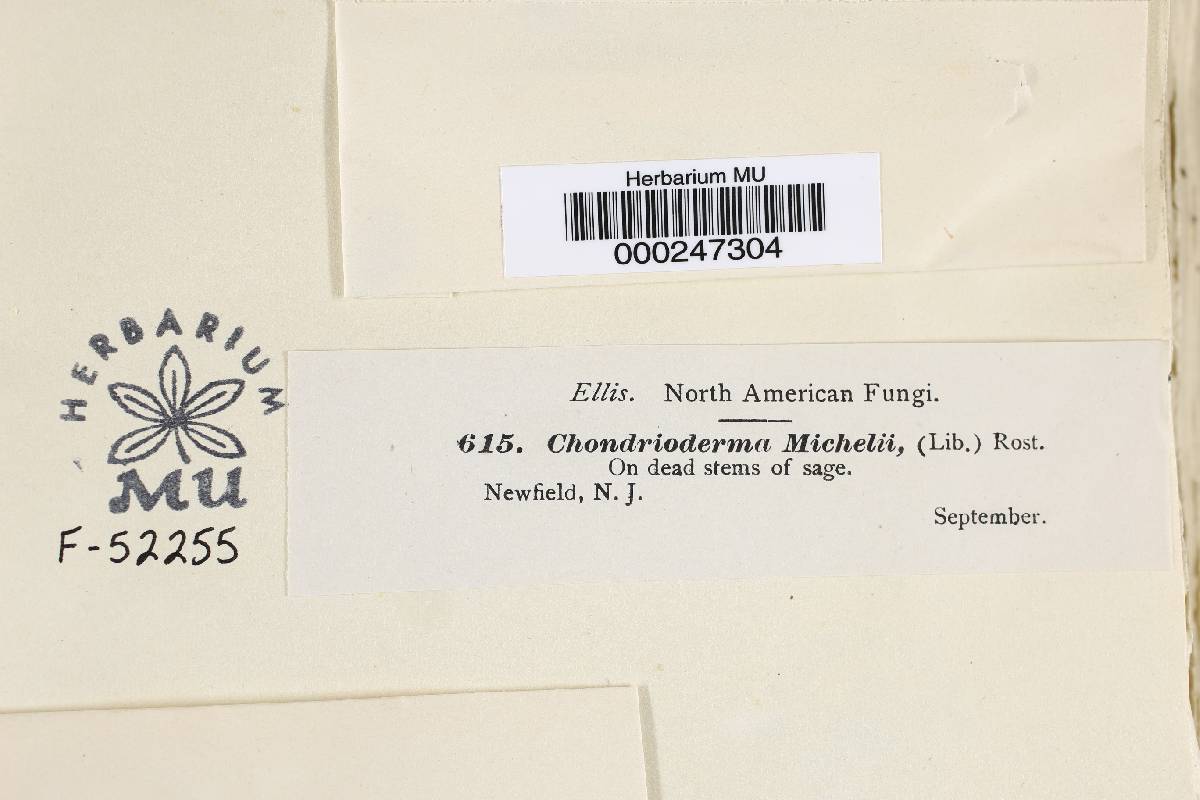 Herbarium MU
000247304
HERBARIUM
MU
F-52255
Ellis. North American Fungi.
615. Chondrioderma Michelii, (Lib.) Rost.
On dead stems of sage.
Newfield, N. J.
September.